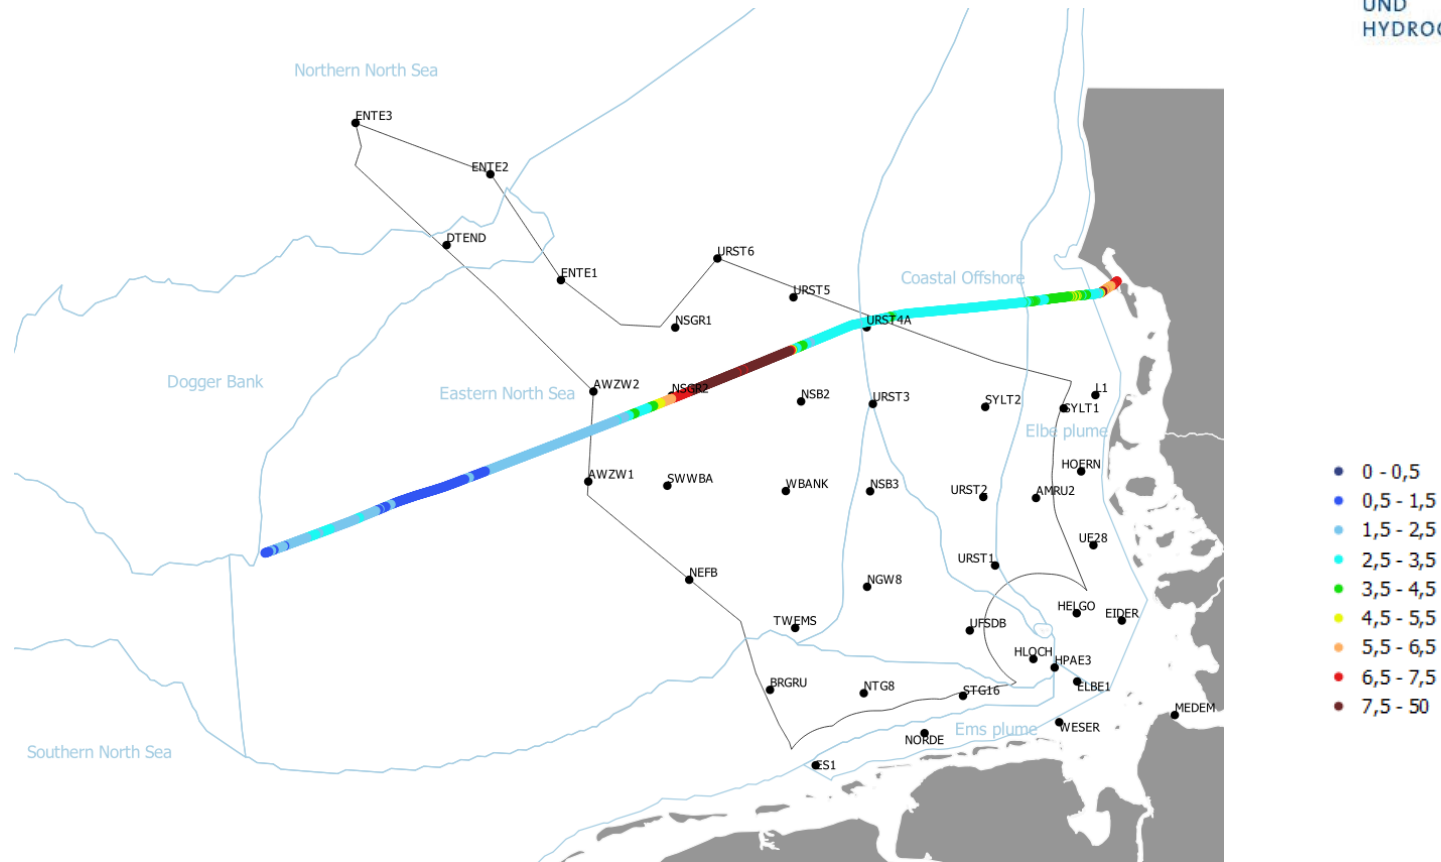 UND
Northern North Sea
ENTE3
ENTE2
DTEND
URST6
ENTE1
Coastal Offshore
URST5
NSGR1
URST4A
Dogger Bank
AWZW2
NSGR2
Eastern North Sea
NSB2
URST3
SYLT2
L1
SYLT1
Elbe plume
HOERN
AWZW1
SWWBA
WBANK
NSB3
URST2
AMRU2
0 - 0,5
0,5 - 1,5
1,5 - 2,5
2,5 - 3,5
3,5 - 4,5
4,5 - 5,5
5,5 - 6,5
6,5 - 7,5
7,5 - 50
UE28
URST1
NEFB
NGW8
HELGO
EIDER
TWEMS
UFSDB
HLOCH
HPAE3
BRGRU
NTG8
STG16
ELBE1
MEDEM
Ems plume
WESER
NORDE
Southern North Sea
ES1